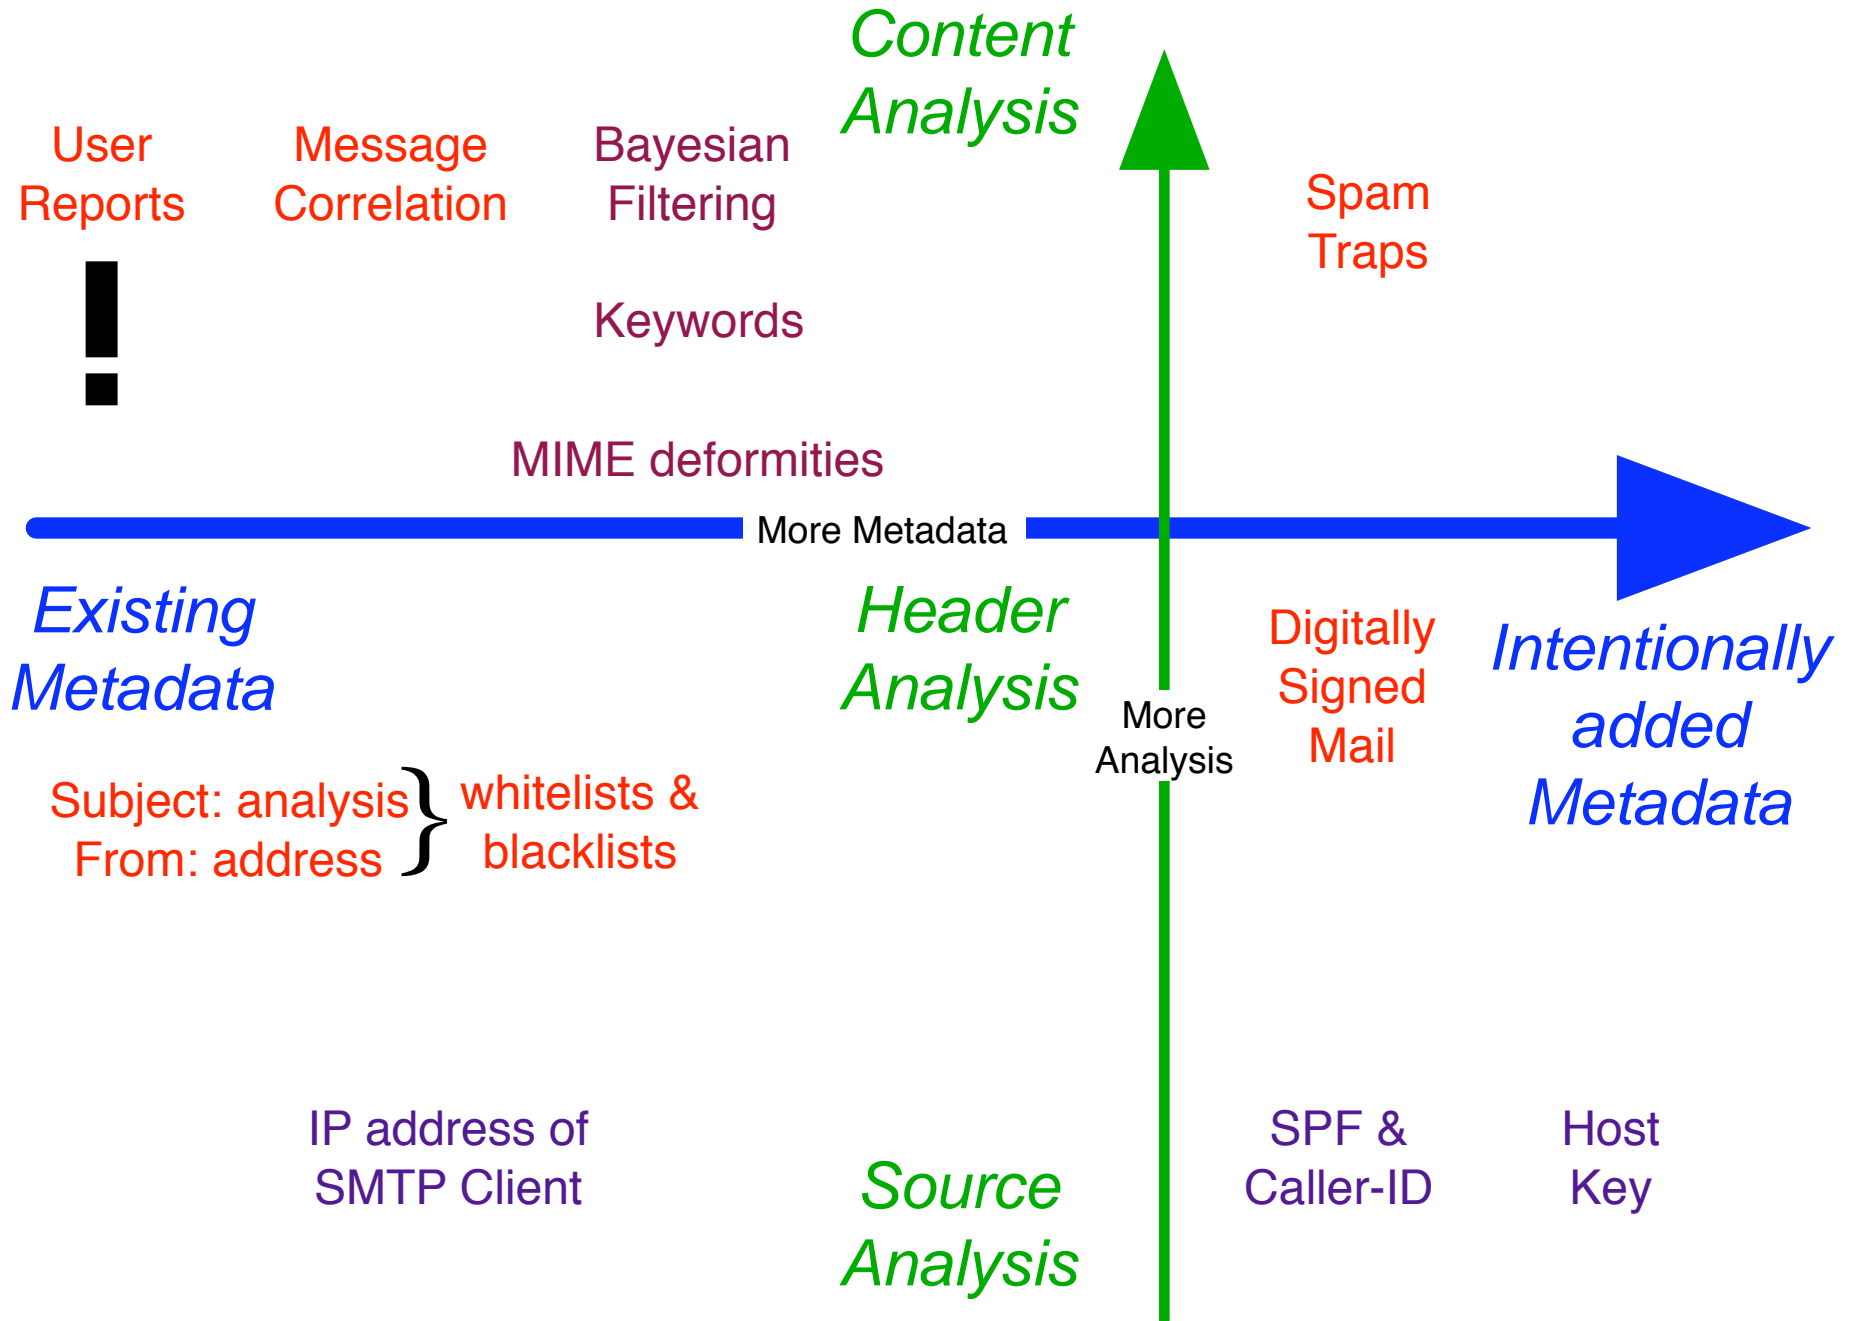 Content
Analysis
User
Reports
Message
Correlation
Bayesian
Filtering
Spam
Traps
!
Keywords
MIME deformities
More Metadata
Existing
Metadata
Header
Analysis
Digitally
Signed
Mail
Intentionally
added
Metadata
More
Analysis
Subject: analysis
From: address
}
whitelists &
blacklists
IP address of
SMTP Client
Source
Analysis
SPF &
Caller-ID
Host
Key